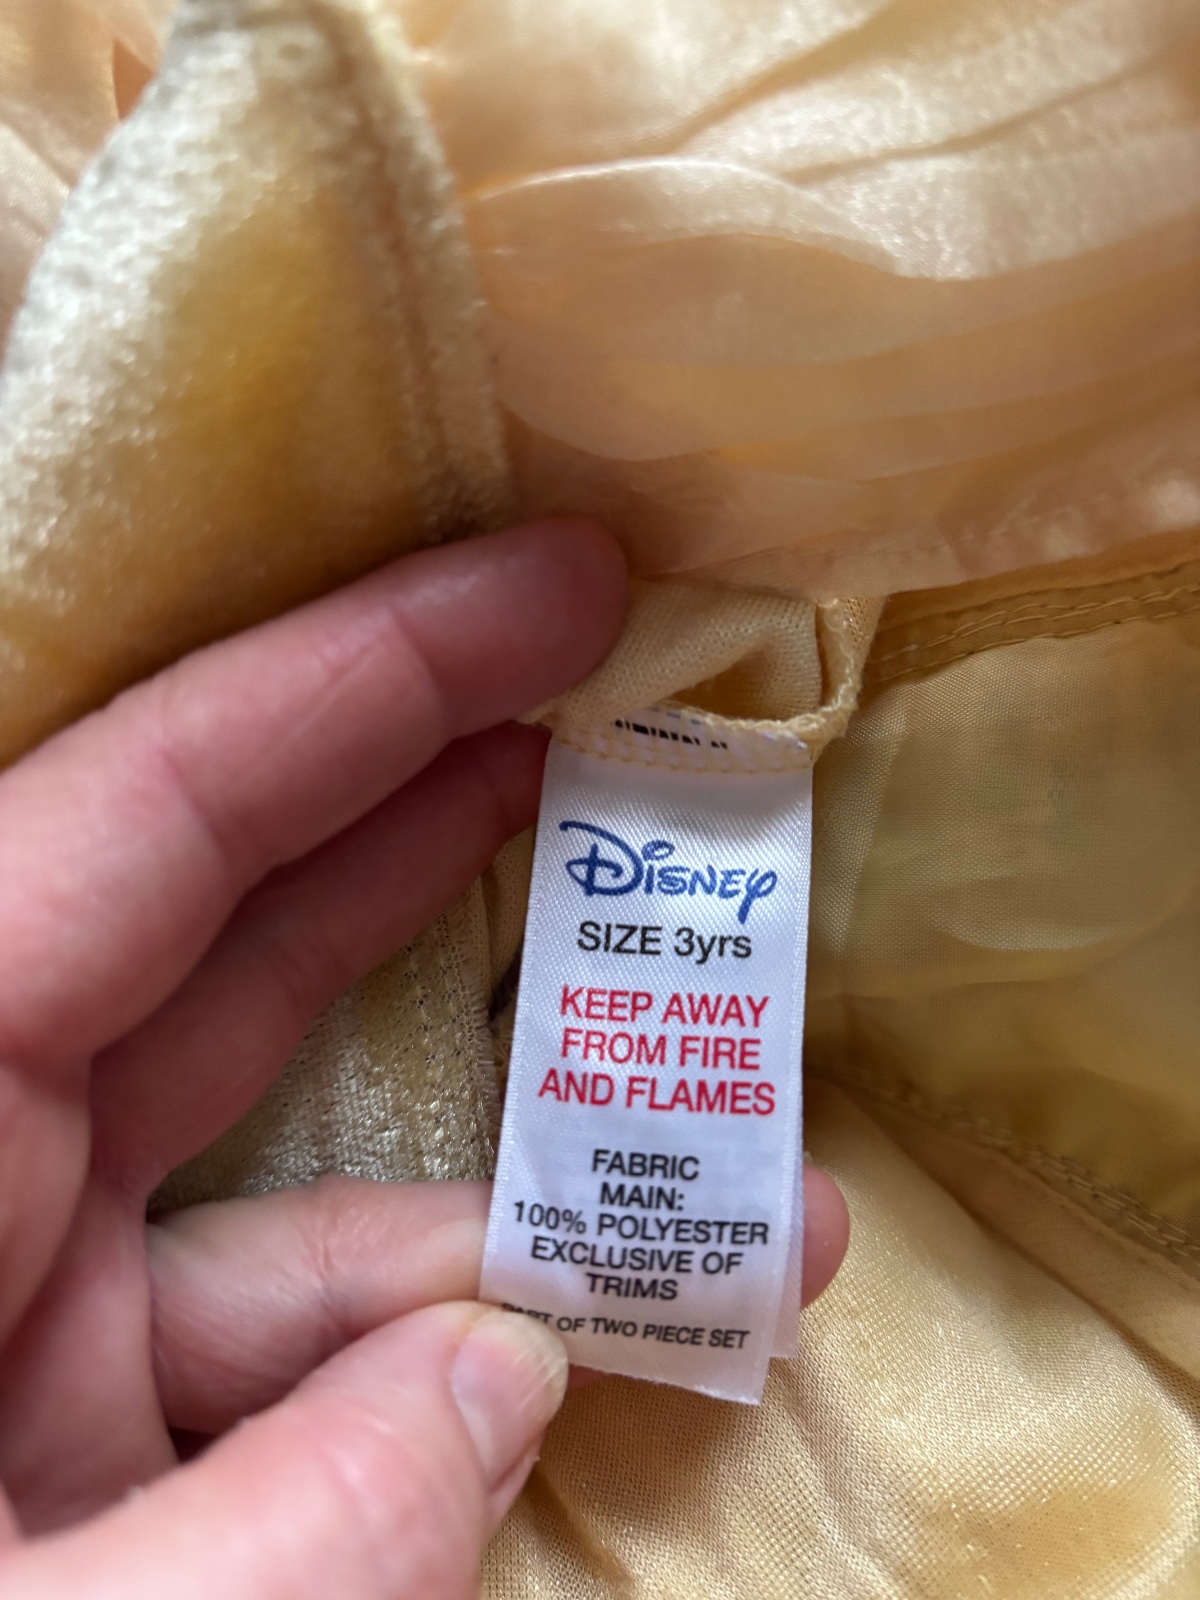 Disney
SIZE 3yrs
KEEP AWAY
FROM FIRE
AND FLAMES
FABRIC
MAIN:
100% POLYESTER
EXCLUSIVE OF
TRIMS
PART OF TWO PIECE SET